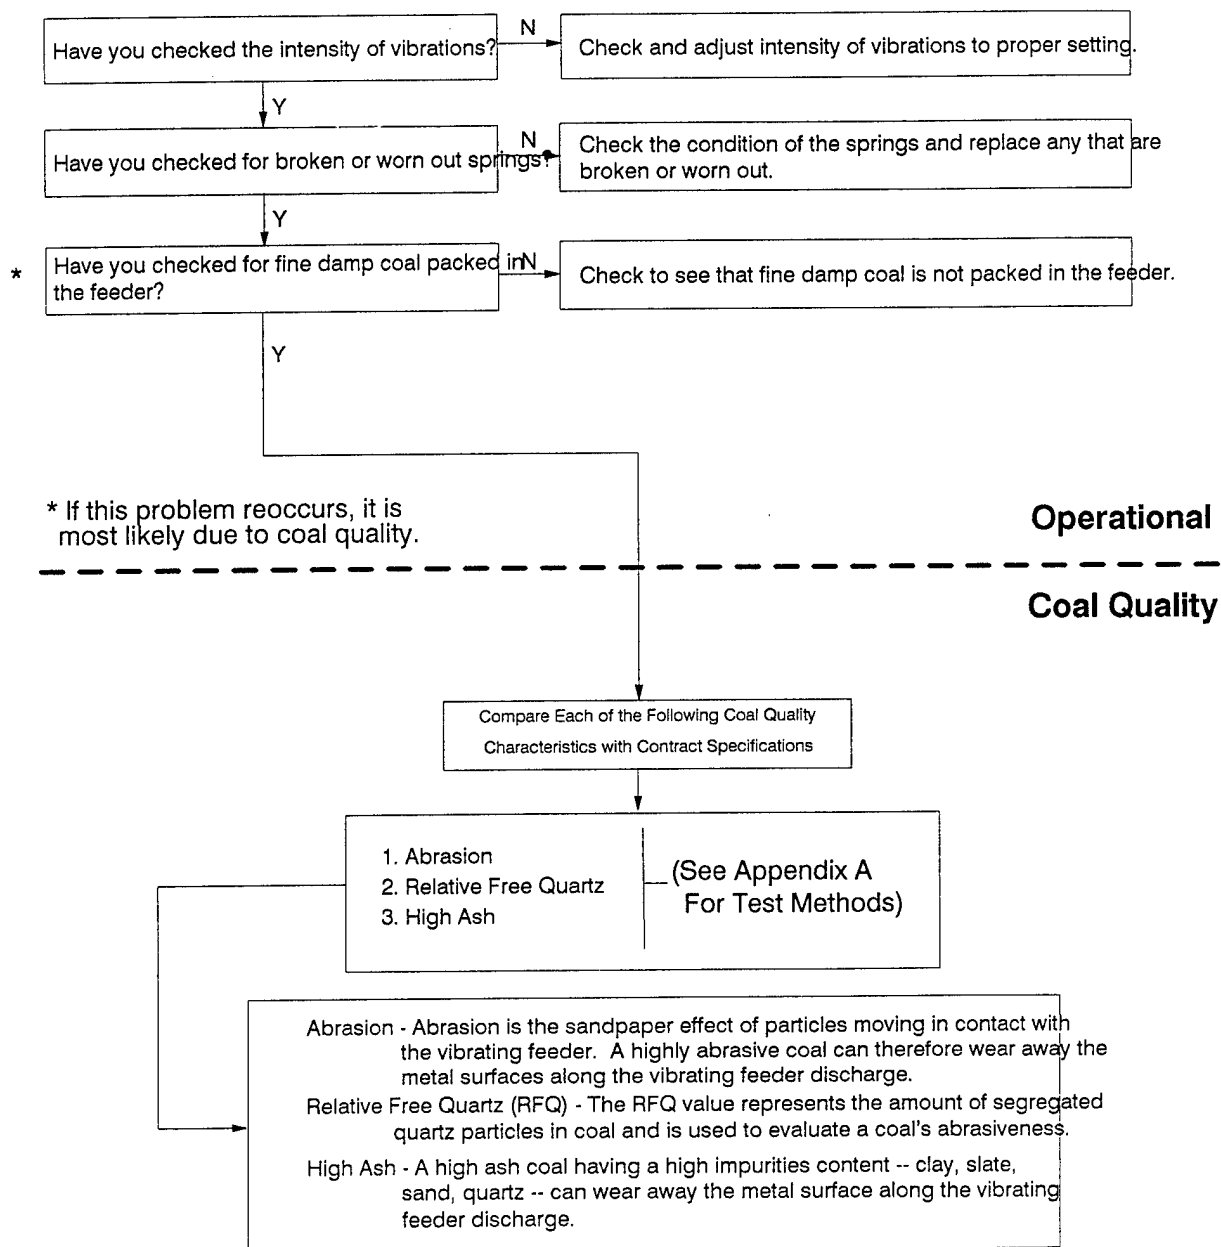 Have you checked the intensity of vibrations?
N
Check and adjust intensity of vibrations to proper setting.
Y
Have you checked for broken or worn out springs?
N
Check the condition of the springs and replace any that are
broken or worn out.
Y
*
Have you checked for fine damp coal packed in
the feeder?
N
Check to see that fine damp coal is not packed in the feeder.
Y
* If this problem reoccurs, it is
most likely due to coal quality.
Operational
Coal Quality
Compare Each of the Following Coal Quality
Characteristics with Contract Specifications
1. Abrasion
2. Relative Free Quartz
3. High Ash
(See Appendix A
For Test Methods)
Abrasion - Abrasion is the sandpaper effect of particles moving in contact with
the vibrating feeder. A highly abrasive coal can therefore wear away the
metal surfaces along the vibrating feeder discharge.
Relative Free Quartz (RFQ) - The RFQ value represents the amount of segregated
quartz particles in coal and is used to evaluate a coal's abrasiveness.
High Ash - A high ash coal having a high impurities content -- clay, slate,
sand, quartz -- can wear away the metal surface along the vibrating
feeder discharge.